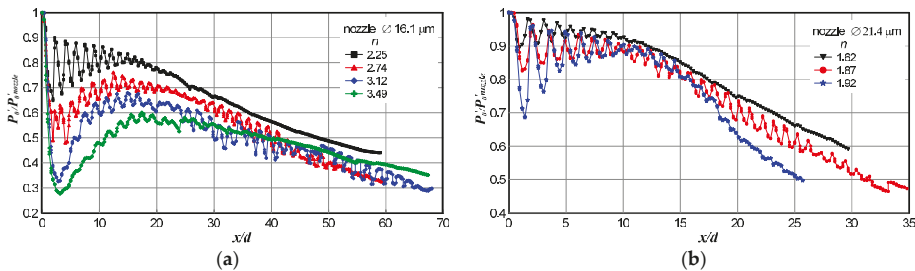 nozzle Ø 16.1 μm
n
2.25
2.74
3.12
3.49
P₀'/P₀'nozzle
1
0.9
0.8
0.7
0.6
0.5
0.4
0.3
0.2
0 10 20 30 40 50 60 70
x/d
(a)
nozzle Ø21.4 μm
n
1.62
1.87
1.92
P₀'/P₀'nozzle
1
0.9
0.8
0.7
0.6
0.5
0.4
0 5 10 15 20 25 30 35
x/d
(b)